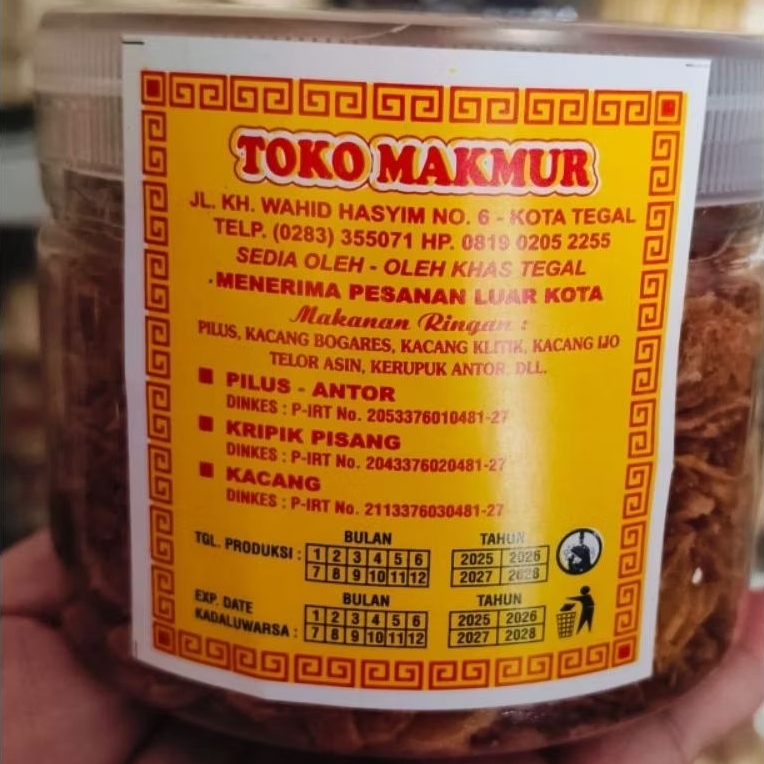 TOKO MAKMUR
JL. KH. WAHID HASYIM NO. 6 - KOTA TEGAL
TELP. (0283) 355071 HP. 0819 0205 2255
SEDIA OLEH - OLEH KHAS TEGAL
MENERIMA PESANAN LUAR KOTA
Makanan Ringan :
PILUS, KACANG BOGARES, KACANG KLITIK, KACANG IJO
TELOR ASIN, KERUPUK ANTOR, DLL.
PILUS - ANTOR
DINKES : P-IRT No. 2053376010481-27
KRIPIK PISANG
DINKES : P-IRT No. 2043376020481-27
KACANG
DINKES : P-IRT No. 2113376030481-27
BULAN TAHUN
TGL. PRODUKSI : 1 2 3 4 5 6 2025 2026
7 8 9 10 11 12 2027 2028
BULAN TAHUN
EXP. DATE 1 2 3 4 5 6 2025 2026
KADALUWARSA : 7 8 9 10 11 12 2027 2028